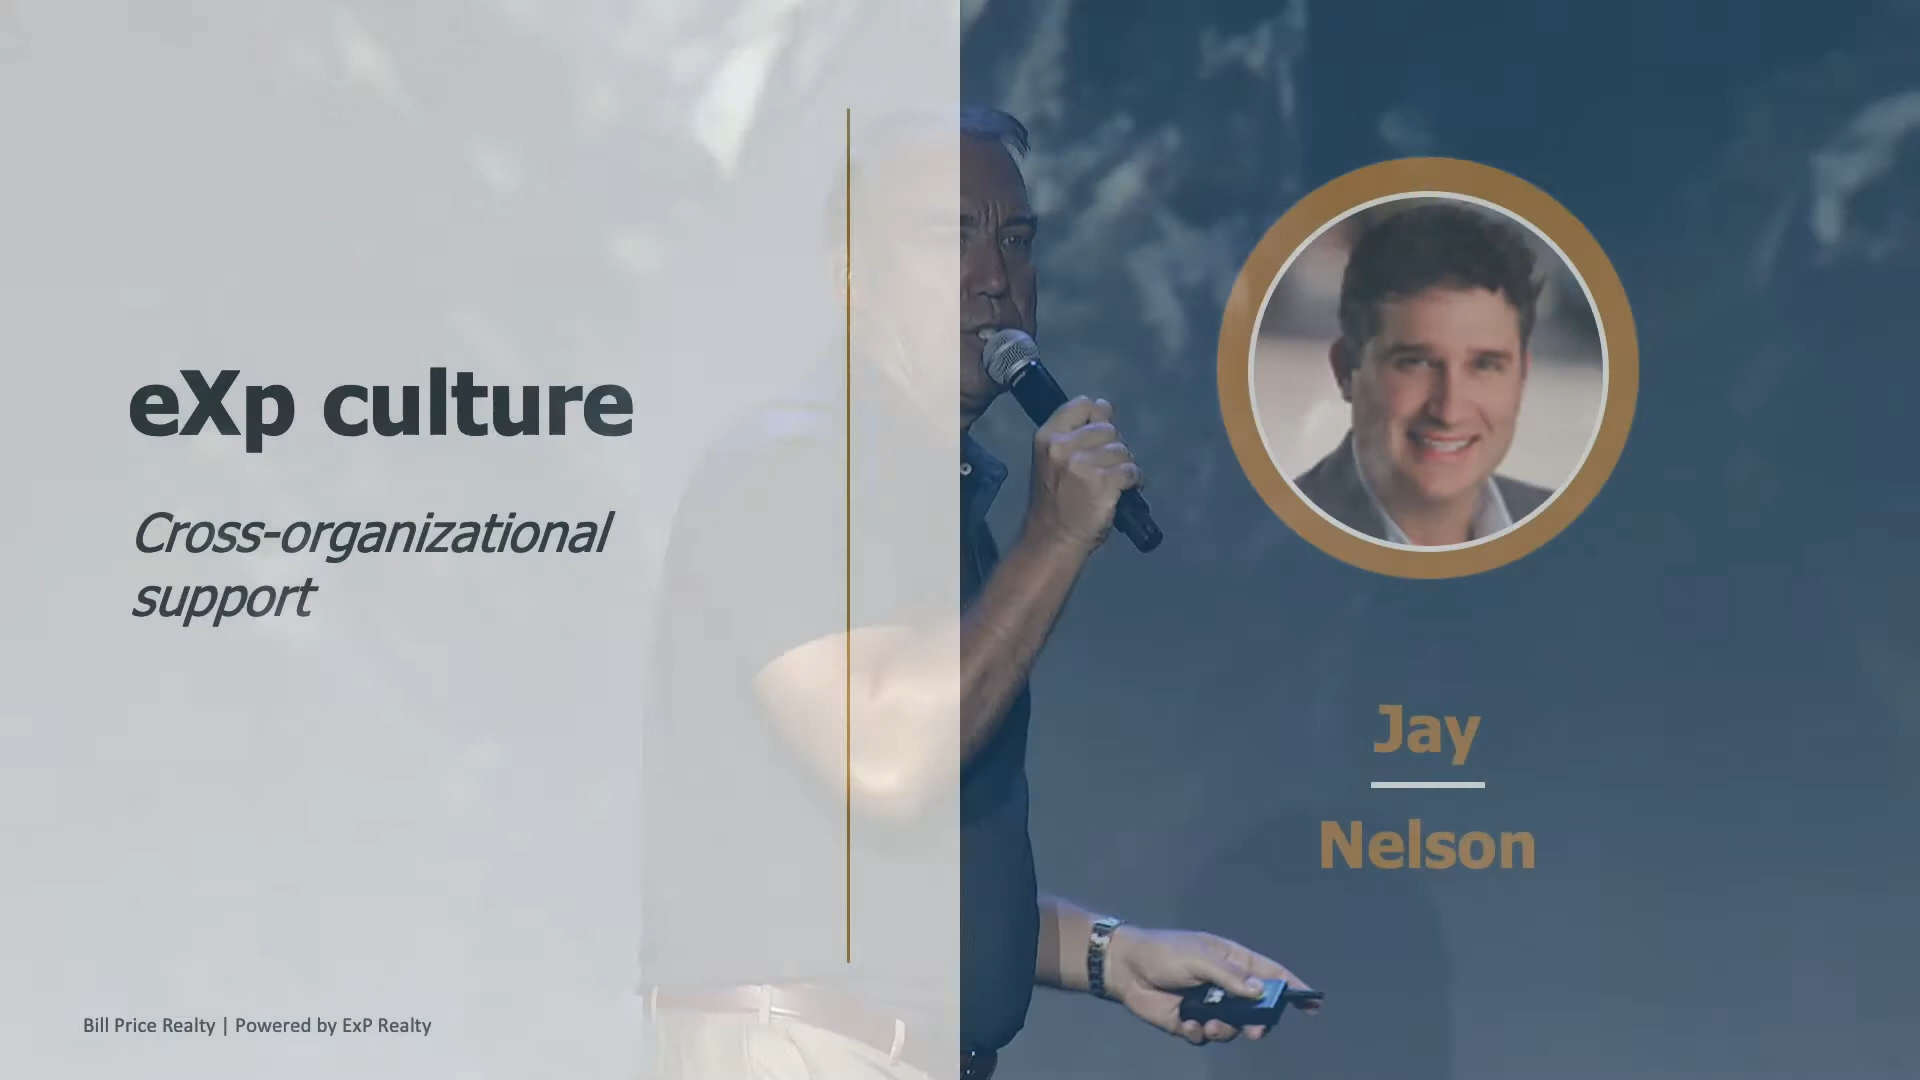 eXp culture
Cross-organizational
support
Jay
Nelson
Bill Price Realty | Powered by ExP Realty